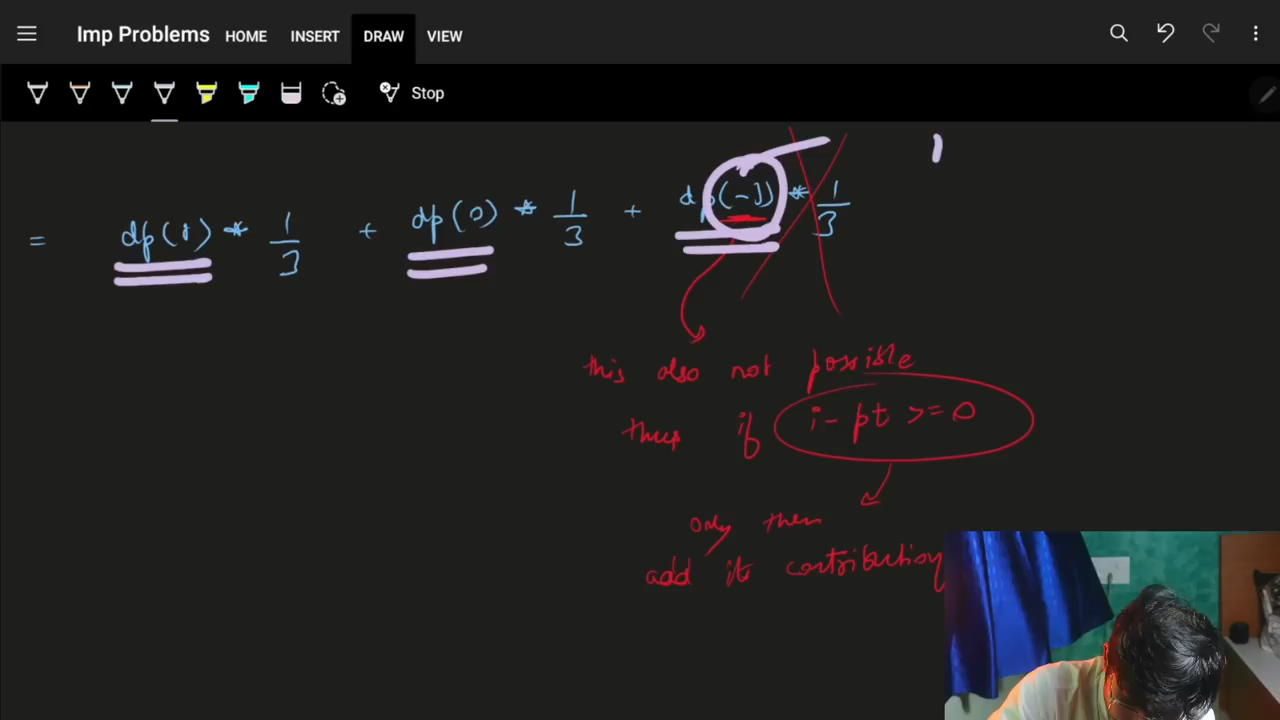 Imp Problems HOME INSERT DRAW VIEW
Stop
= dp(1) * 1/3 + dp(0) * 1/3 + dp(-1) * 1/3
this also not possible
thus if i - pt >= 0
only then
add its contribution